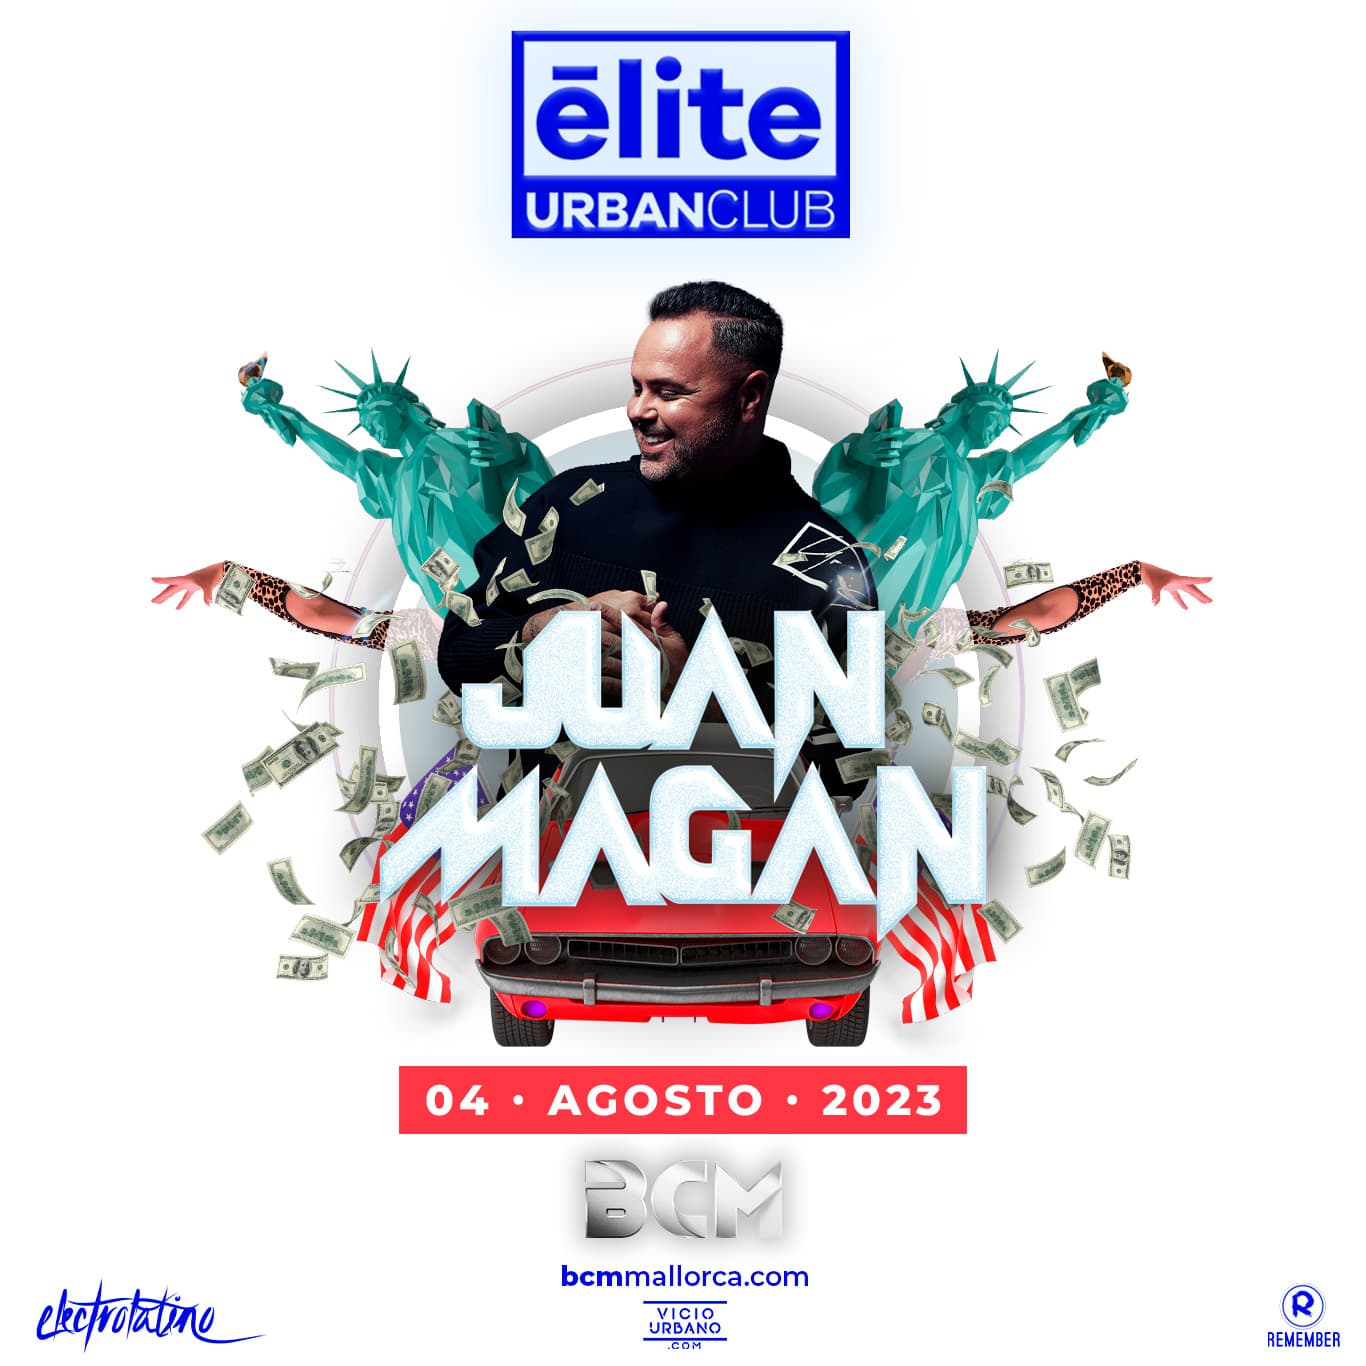 ēlite
URBANCLUB
JUAN
MAGAN
04 · AGOSTO · 2023
BCM
bcmmallorca.com
VICIO
URBANO
.COM
electrolatino
R
REMEMBER